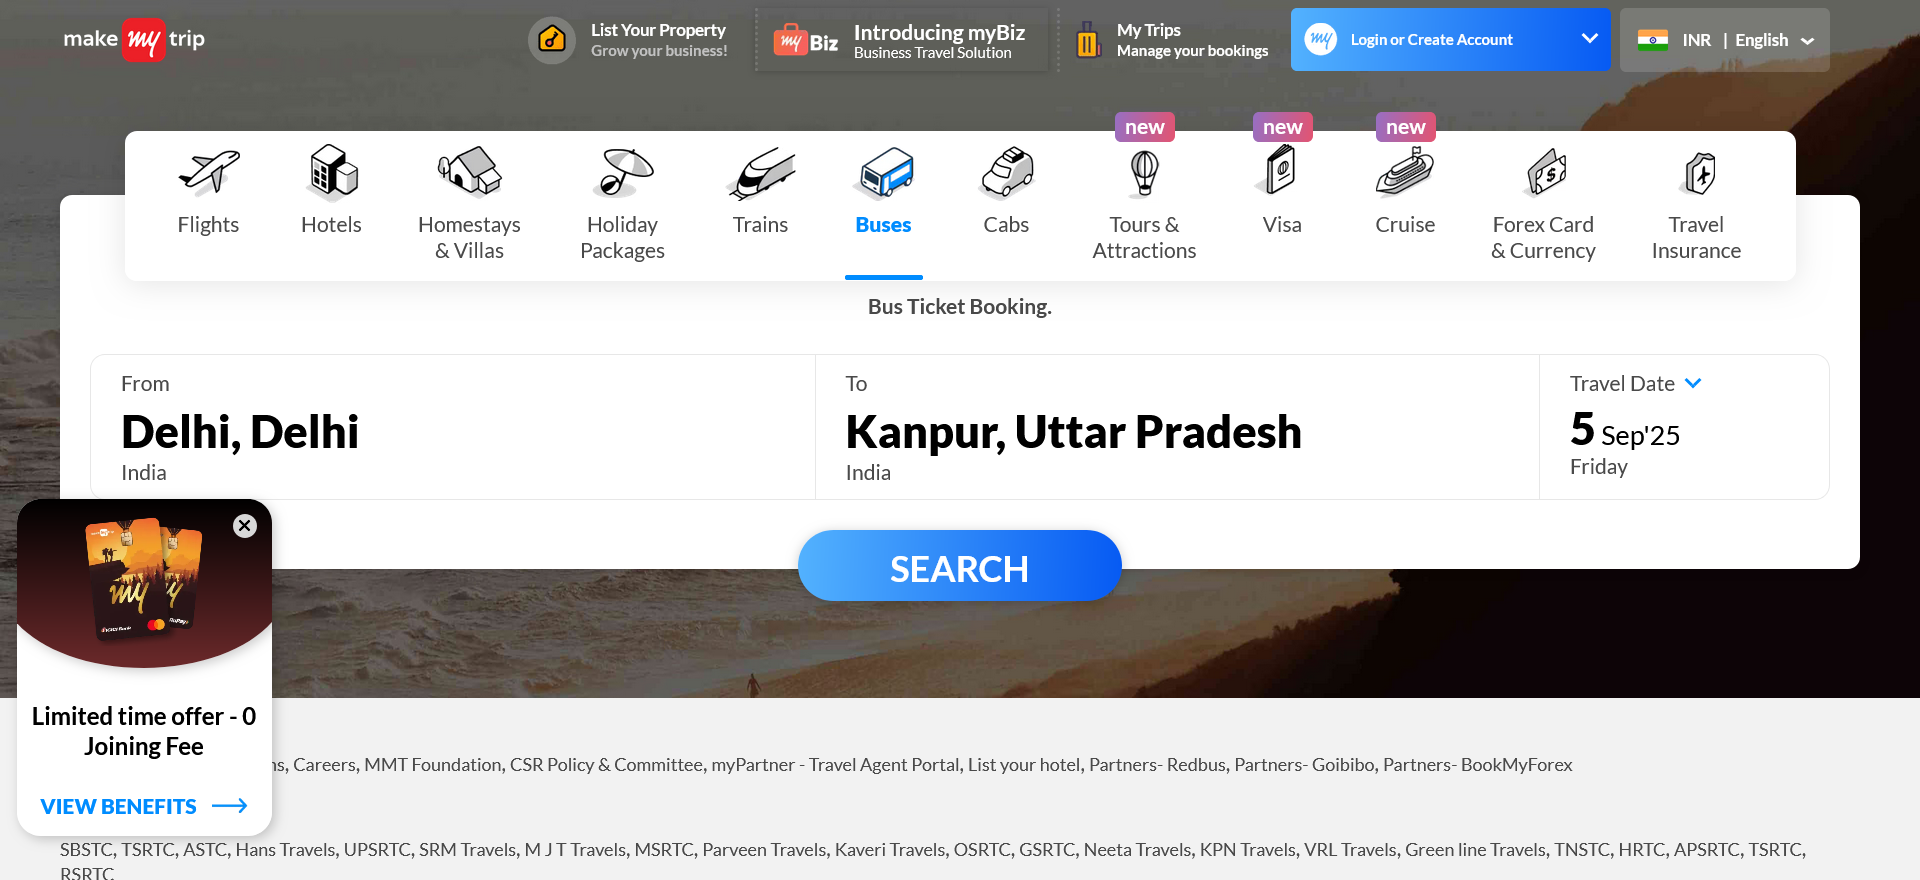 make my trip
List Your Property
Grow your business!
my Biz
Introducing myBiz
Business Travel Solution
My Trips
Manage your bookings
my
Login or Create Account
INR | English
new
new
new
Flights
Hotels
Homestays
& Villas
Holiday
Packages
Trains
Buses
Cabs
Tours &
Attractions
Visa
Cruise
Forex Card
& Currency
Travel
Insurance
Bus Ticket Booking.
From
Delhi, Delhi
India
To
Kanpur, Uttar Pradesh
India
Travel Date
5 Sep'25
Friday
SEARCH
my
ICICI Bank
RuPay
Limited time offer - 0
Joining Fee
VIEW BENEFITS
Careers, MMT Foundation, CSR Policy & Committee, myPartner - Travel Agent Portal, List your hotel, Partners- Redbus, Partners- Goibibo, Partners- BookMyForex
SBSTC, TSRTC, ASTC, Hans Travels, UPSRTC, SRM Travels, M J T Travels, MSRTC, Parveen Travels, Kaveri Travels, OSRTC, GSRTC, Neeta Travels, KPN Travels, VRL Travels, Green line Travels, TNSTC, HRTC, APSRTC, TSRTC,
RSRTC